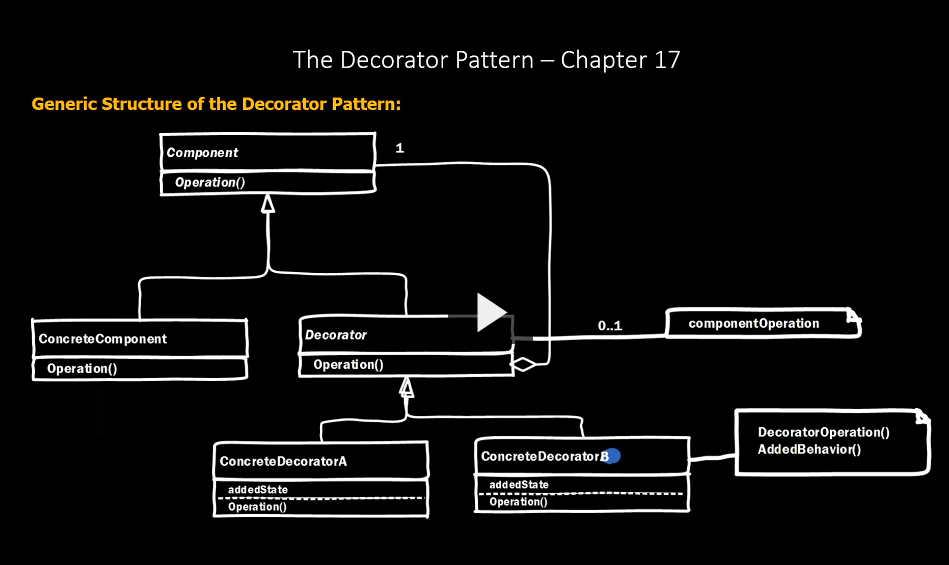 The Decorator Pattern – Chapter 17
Generic Structure of the Decorator Pattern:
Component
1
Operation()
ConcreteComponent
Operation()
Decorator
Operation()
0..1
componentOperation
ConcreteDecoratorA
addedState
Operation()
ConcreteDecoratorB
addedState
Operation()
DecoratorOperation()
AddedBehavior()